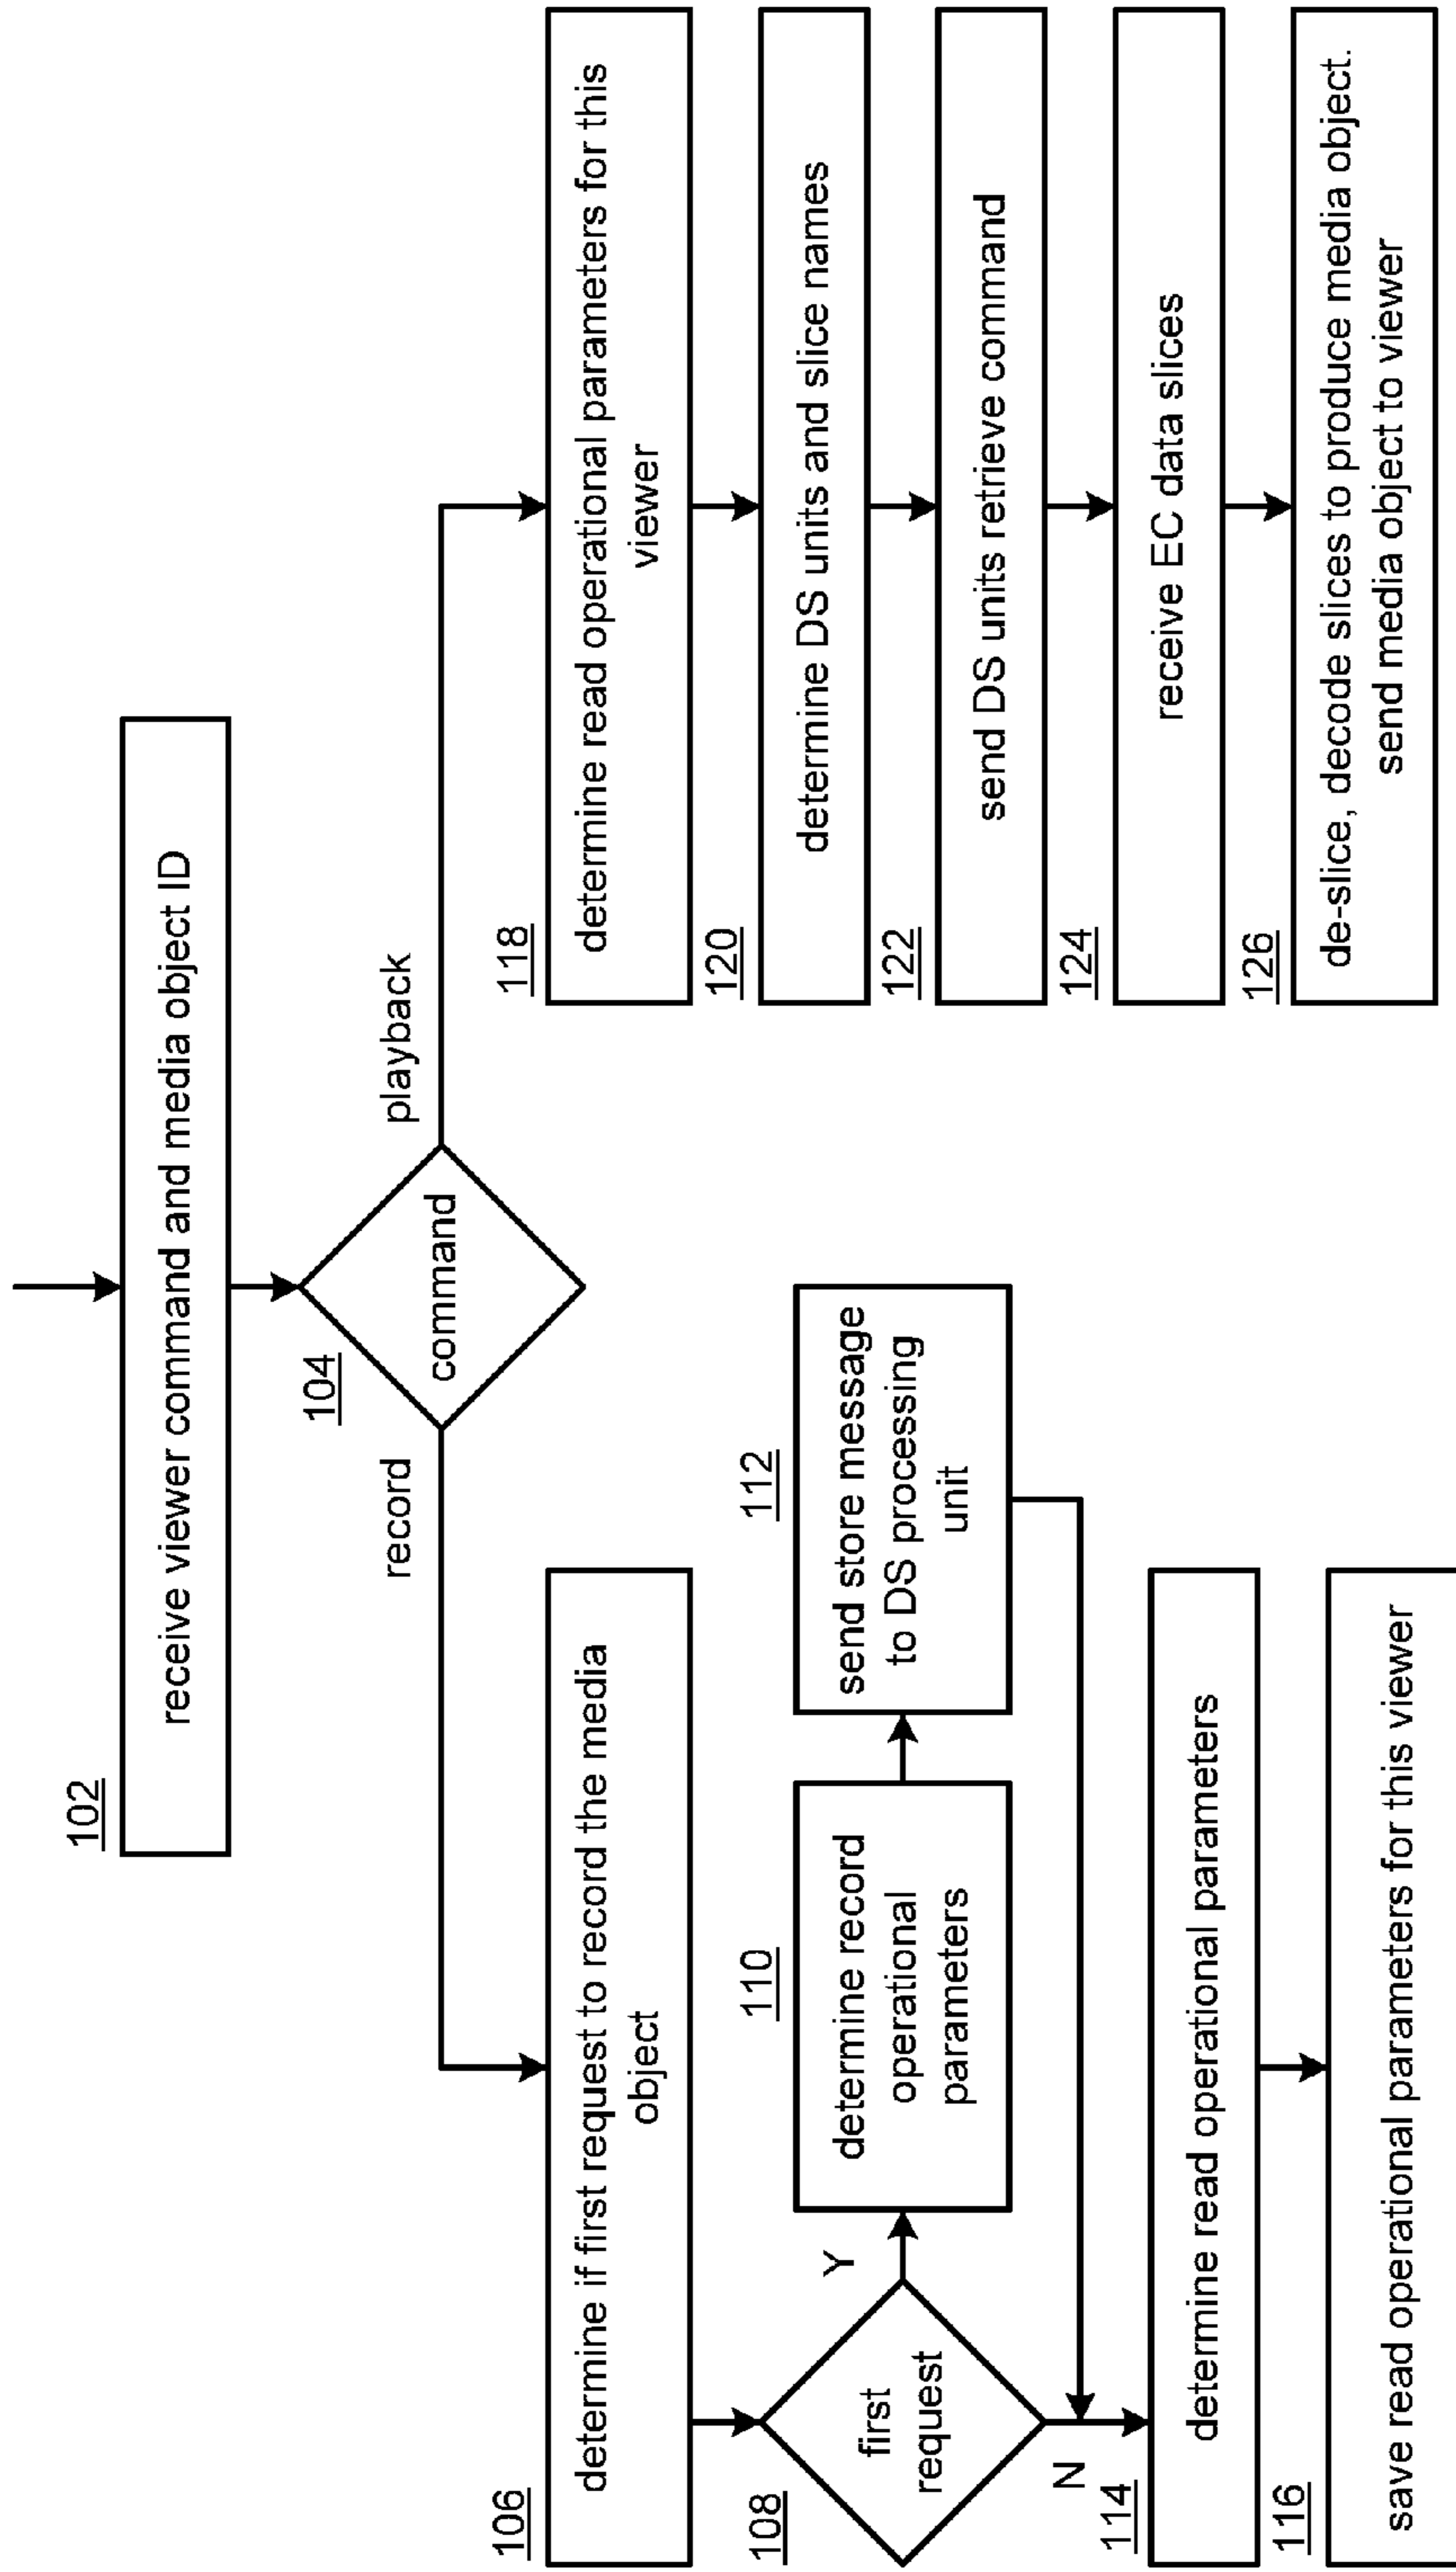 102
receive viewer command and media object ID
104
command
record
playback
106
determine if first request to record the media
object
108
first
request
Y
N
110
determine record
operational
parameters
112
send store message
to DS processing
unit
114
determine read operational parameters
116
save read operational parameters for this viewer
118
determine read operational parameters for this
viewer
120
determine DS units and slice names
122
send DS units retrieve command
124
receive EC data slices
126
de-slice, decode slices to produce media object.
send media object to viewer